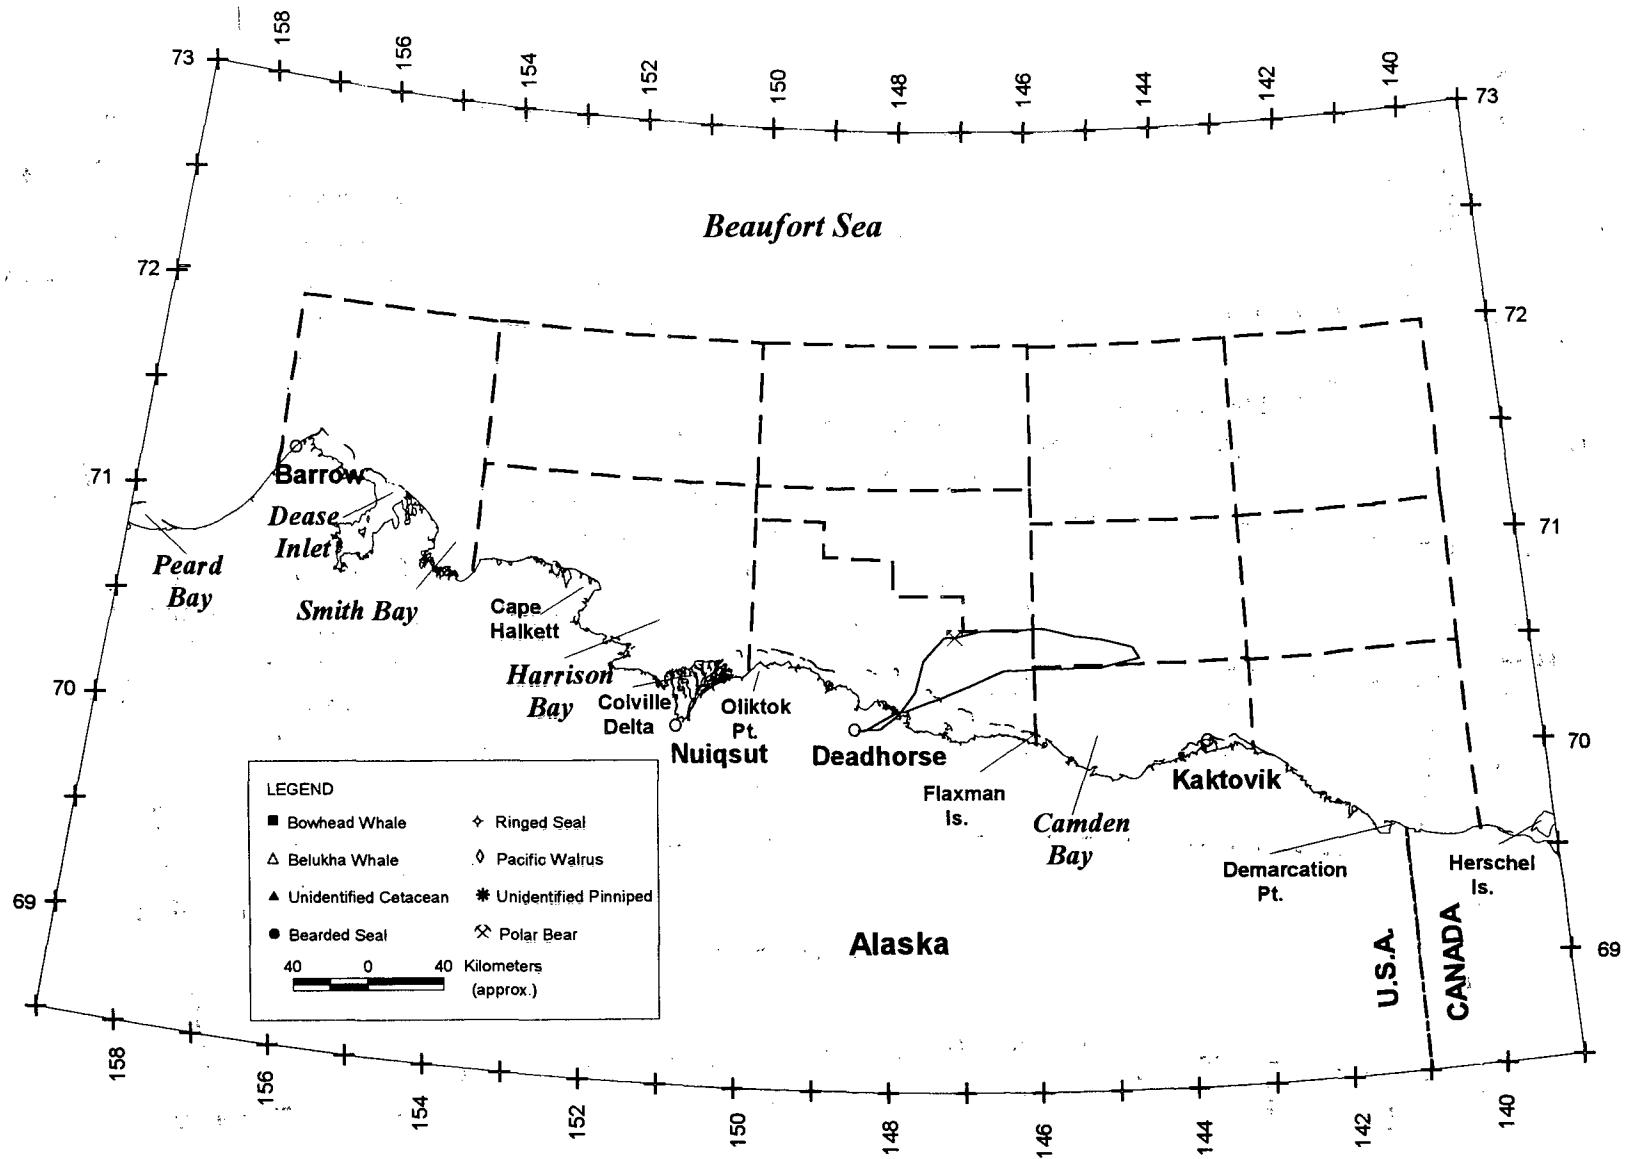 158
156
154
152
150
148
146
144
142
140
73
73
72
72
71
71
70
70
69
69
Beaufort Sea
Barrow
Dease
Inlet
Peard
Bay
Smith Bay
Cape
Halkett
Harrison
Bay
Colville
Delta
Oliktok
Pt.
Nuiqsut
Deadhorse
Flaxman
Is.
Camden
Bay
Kaktovik
Demarcation
Pt.
Herschel
Is.
Alaska
U.S.A.
CANADA
LEGEND
Bowhead Whale
Ringed Seal
Belukha Whale
Pacific Walrus
Unidentified Cetacean
Unidentified Pinniped
Bearded Seal
Polar Bear
40 0 40 Kilometers
(approx.)
158
156
154
152
150
148
146
144
142
140